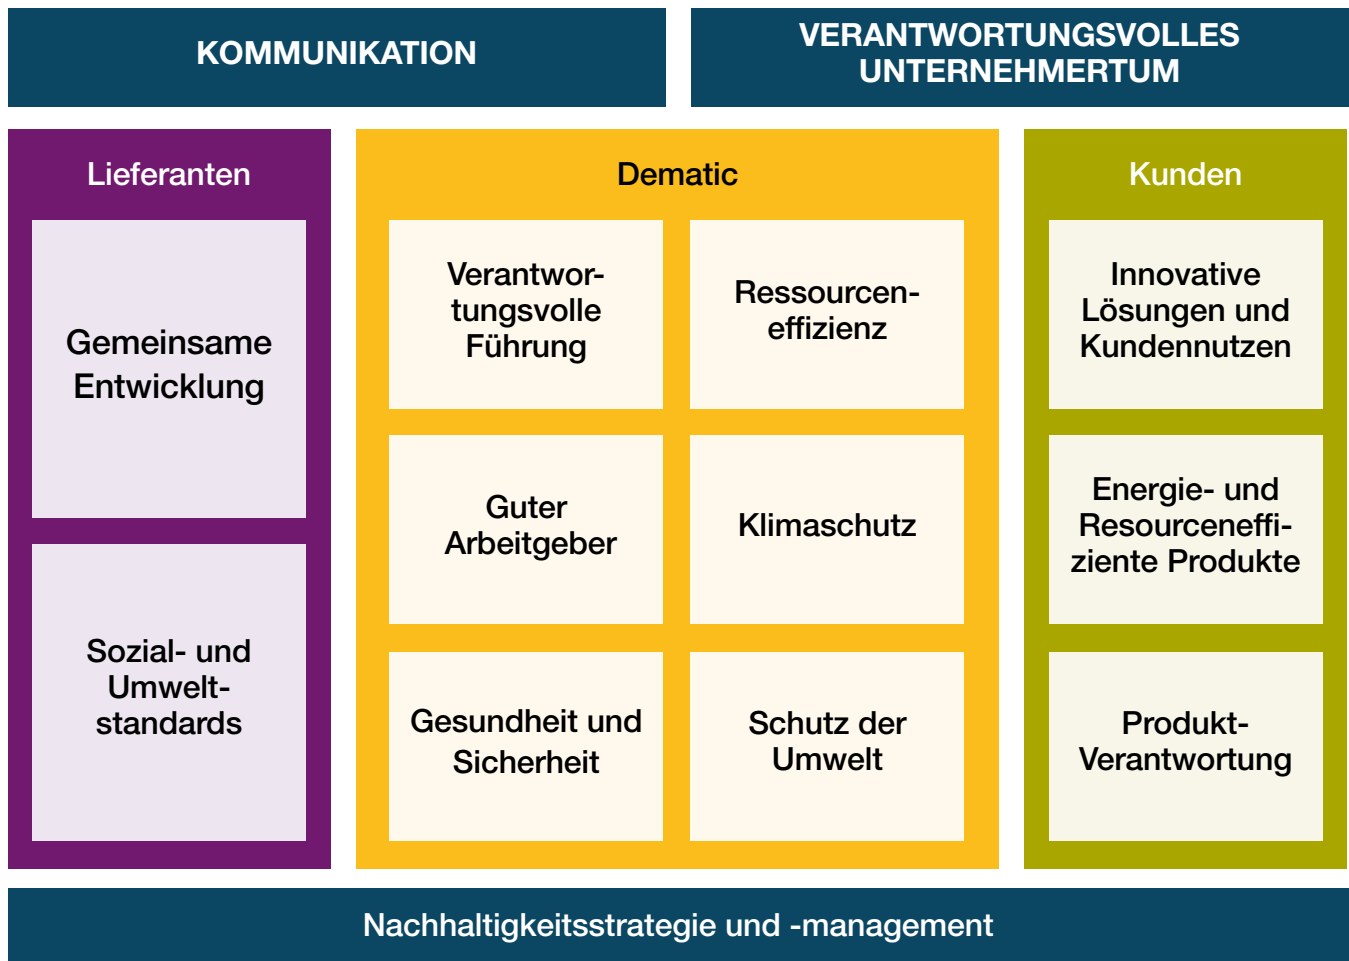 KOMMUNIKATION
VERANTWORTUNGSVOLLES
UNTERNEHMERTUM
Lieferanten
Gemeinsame
Entwicklung
Sozial- und
Umwelt-
standards
Dematic
Verantwor-
tungsvolle
Führung
Ressourcen-
effizienz
Guter
Arbeitgeber
Klimaschutz
Gesundheit und
Sicherheit
Schutz der
Umwelt
Kunden
Innovative
Lösungen und
Kundennutzen
Energie- und
Resourceneffi-
ziente Produkte
Produkt-
Verantwortung
Nachhaltigkeitsstrategie und -management